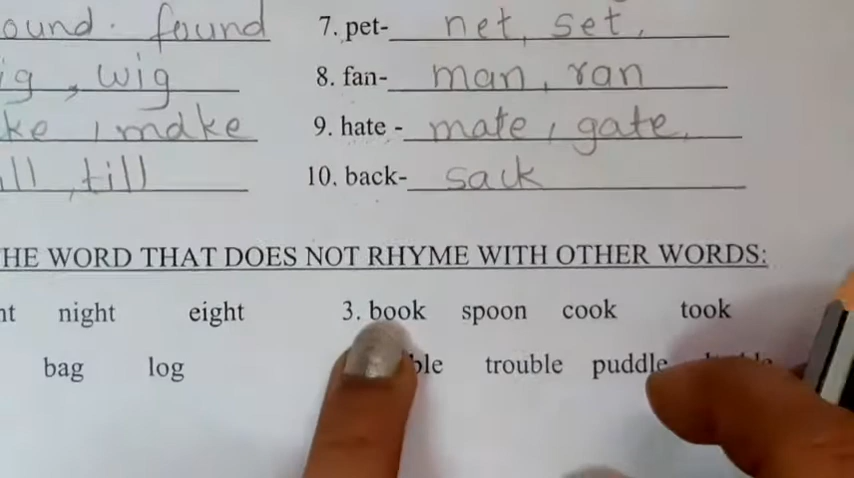 ound. found
ig, wig
ke, make
ll, till
7. pet- net, set,
8. fan- man, ran
9. hate - mate, gate,
10. back- sack
HE WORD THAT DOES NOT RHYME WITH OTHER WORDS:
nt night eight
bag log
3. book spoon cook took
ble trouble puddle